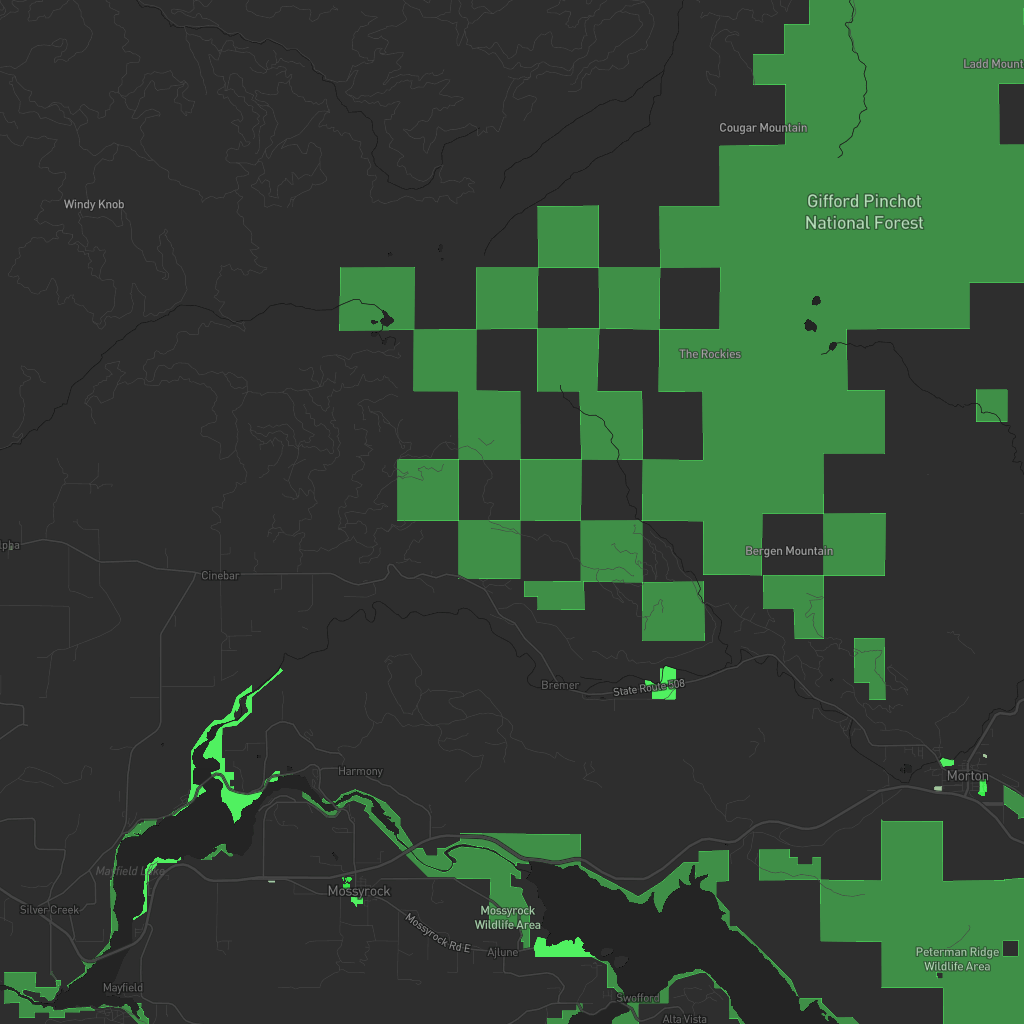 Ladd Mount
Cougar Mountain
Windy Knob
Gifford Pinchot
National Forest
The Rockies
lpha
Bergen Mountain
Cinebar
Bremer
State Route 508
Harmony
Morton
Mayfield Lake
Mossyrock
Silver Creek
Mossyrock
Wildlife Area
Mossyrock Rd E
Ajlune
Peterman Ridge
Wildlife Area
Mayfield
Swofford
Alta Vista